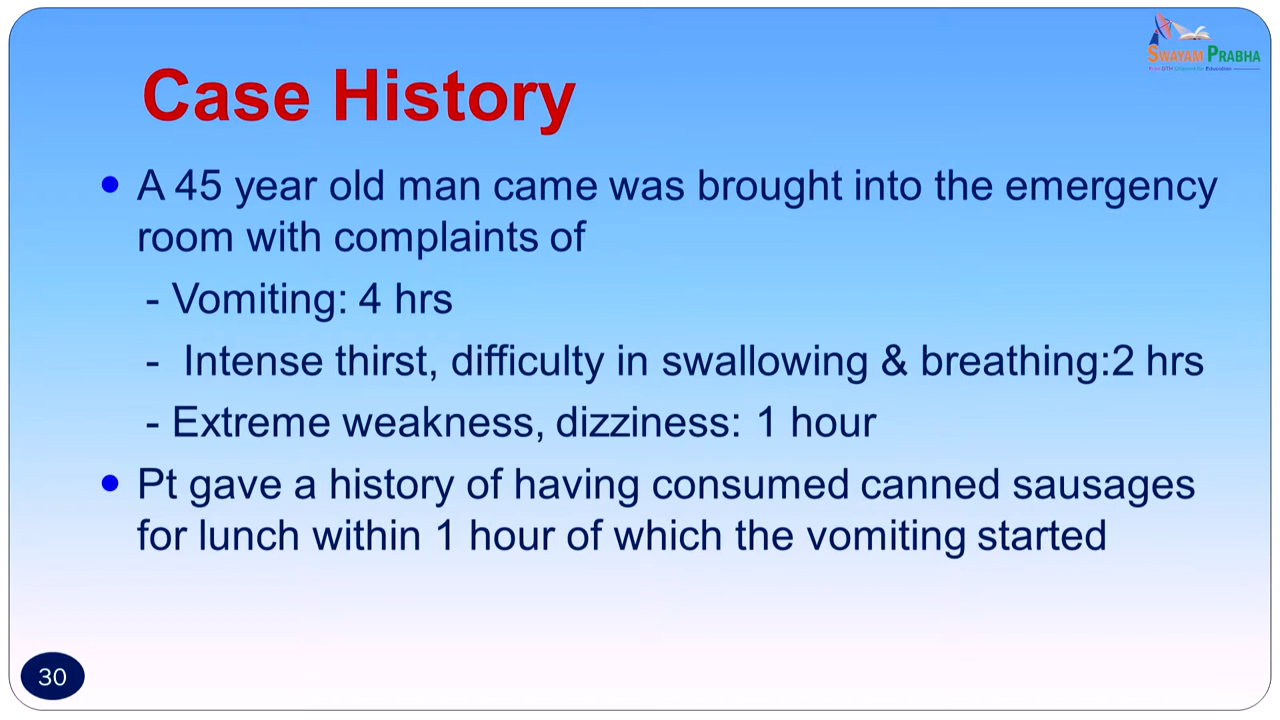 SWAYAM PRABHA
Case History
A 45 year old man came was brought into the emergency
room with complaints of
- Vomiting: 4 hrs
- Intense thirst, difficulty in swallowing & breathing:2 hrs
- Extreme weakness, dizziness: 1 hour
Pt gave a history of having consumed canned sausages
for lunch within 1 hour of which the vomiting started
30